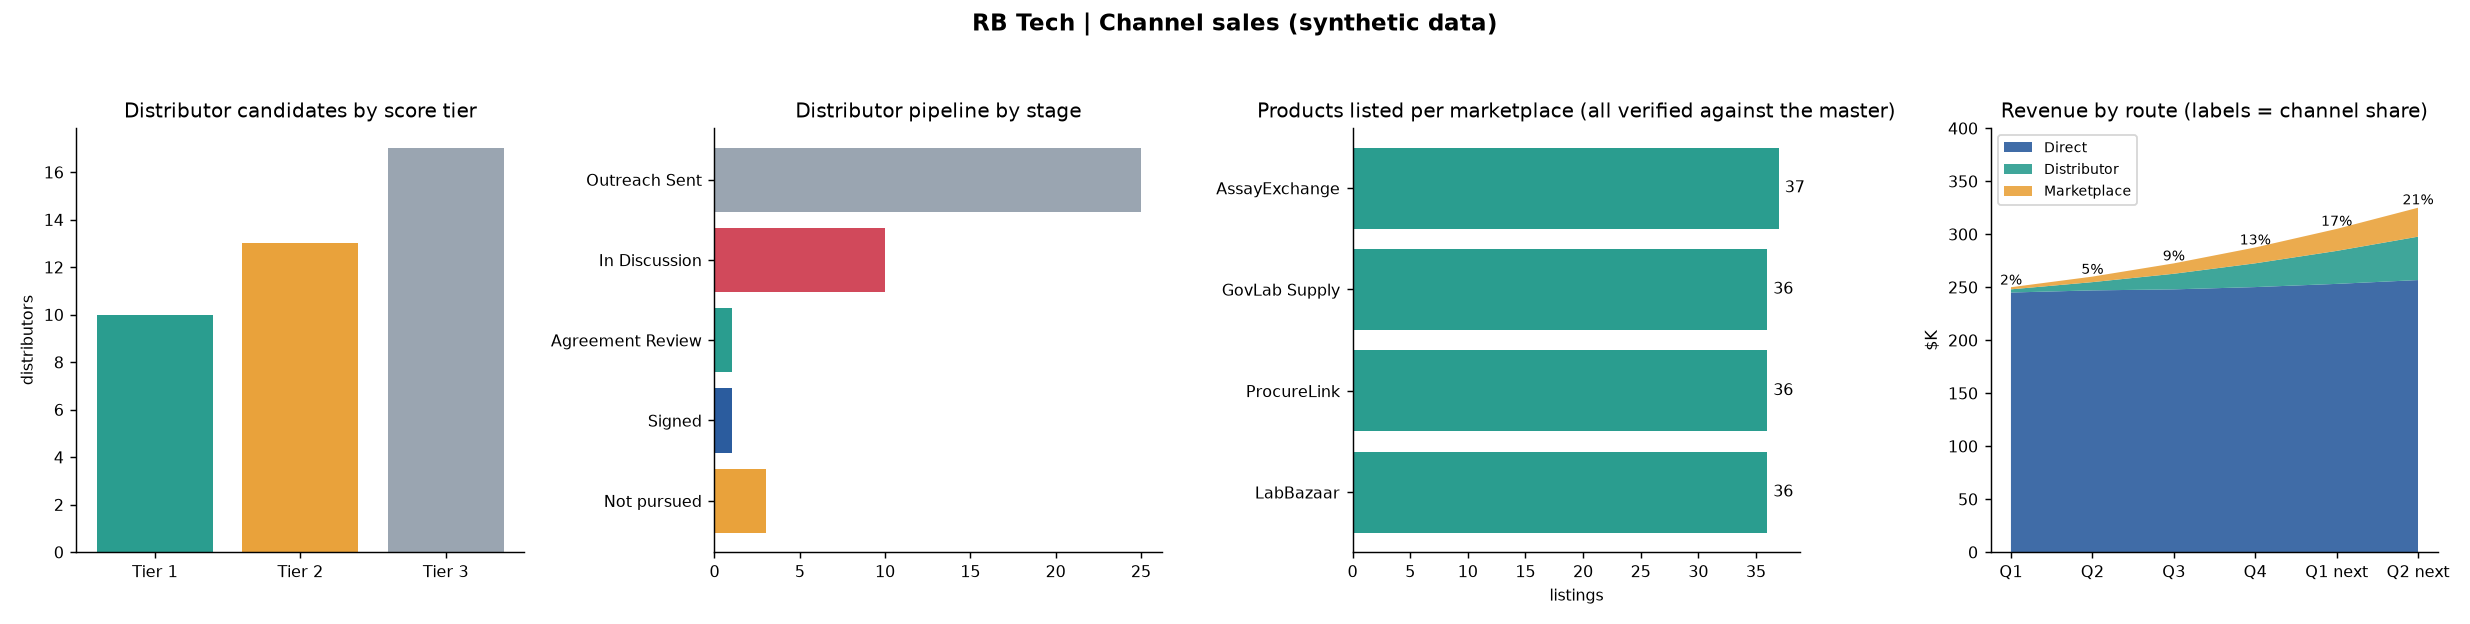 RB Tech | Channel sales (synthetic data)
Distributor candidates by score tier
distributors
16
14
12
10
8
6
4
2
0
Tier 1
Tier 2
Tier 3
Distributor pipeline by stage
Outreach Sent
In Discussion
Agreement Review
Signed
Not pursued
0 5 10 15 20 25
Products listed per marketplace (all verified against the master)
AssayExchange 37
GovLab Supply 36
ProcureLink 36
LabBazaar 36
0 5 10 15 20 25 30 35
listings
Revenue by route (labels = channel share)
Direct
Distributor
Marketplace
$K
400
350
300
250
200
150
100
50
0
2% 5% 9% 13% 17% 21%
Q1 Q2 Q3 Q4 Q1 next Q2 next